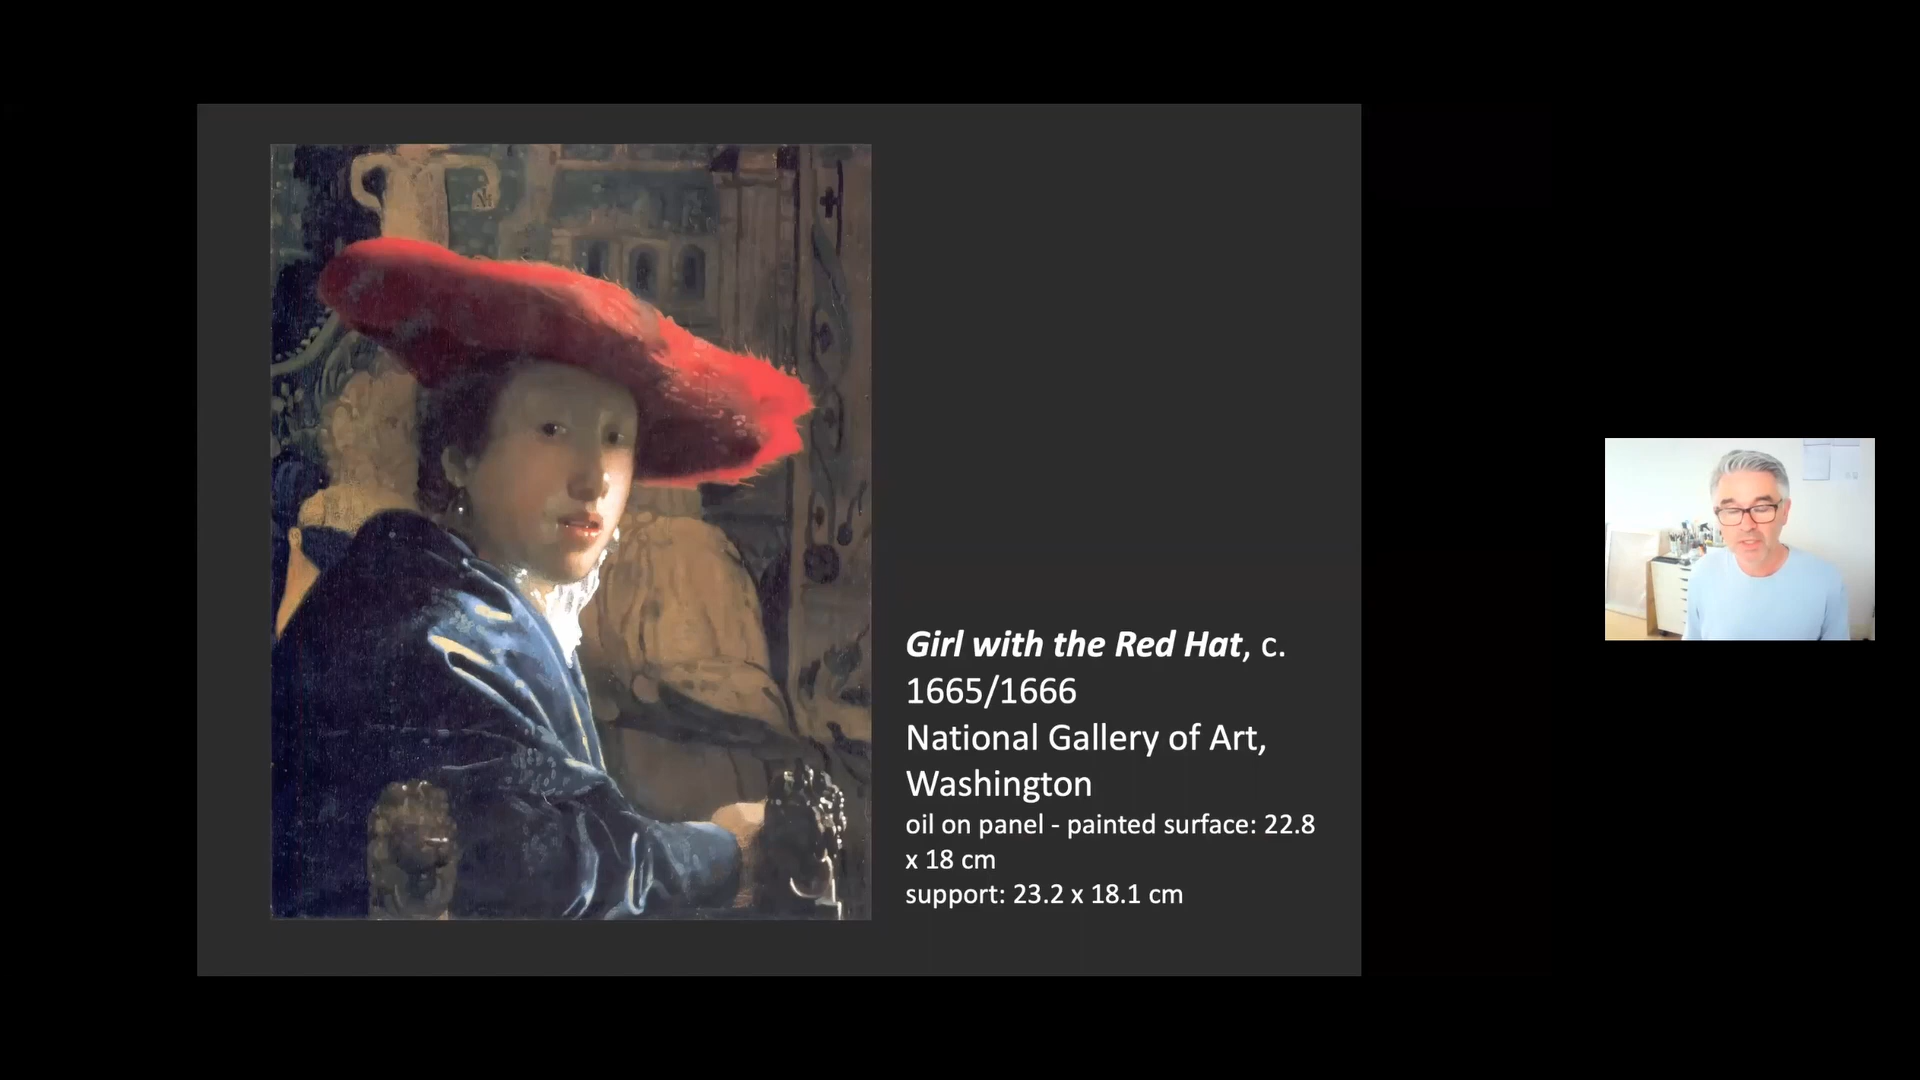 Girl with the Red Hat, c.
1665/1666
National Gallery of Art,
Washington
oil on panel - painted surface: 22.8
x 18 cm
support: 23.2 x 18.1 cm